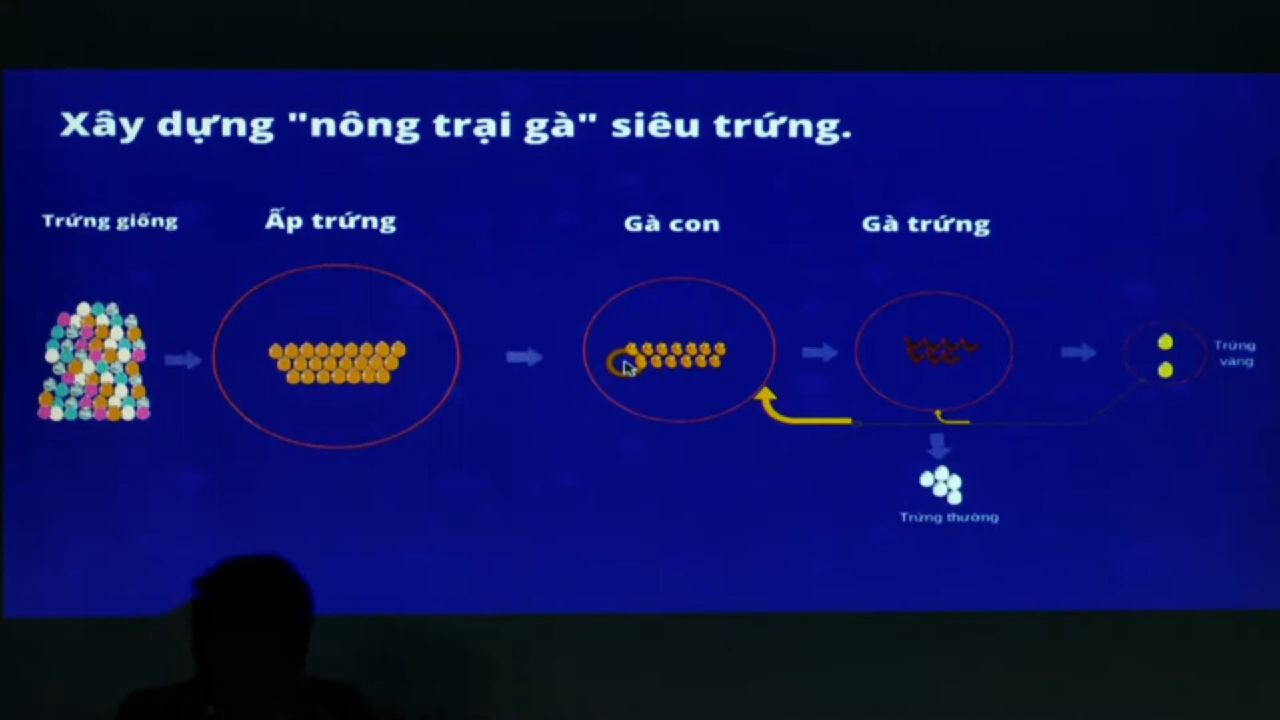 Xây dựng "nông trại gà" siêu trứng.
Trứng giống
Ấp trứng
Gà con
Gà trứng
Trứng
vàng
Trứng thường